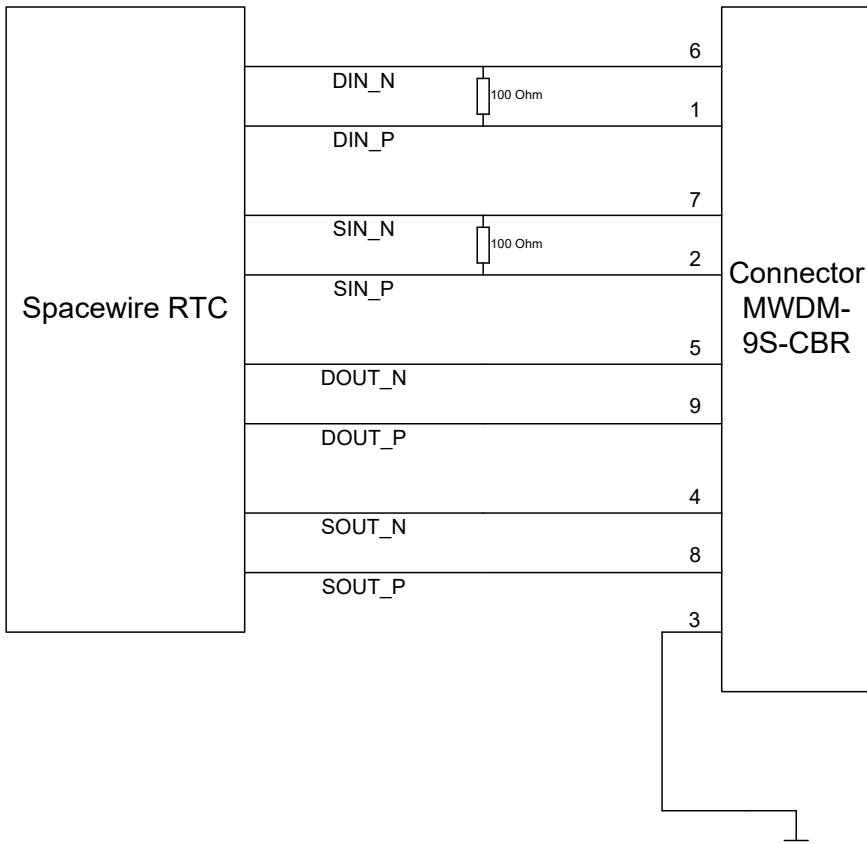 6
DIN_N
100 Ohm
1
DIN_P
7
SIN_N
100 Ohm
2
SIN_P
Spacewire RTC
Connector
MWDM-
9S-CBR
5
DOUT_N
9
DOUT_P
4
SOUT_N
8
SOUT_P
3